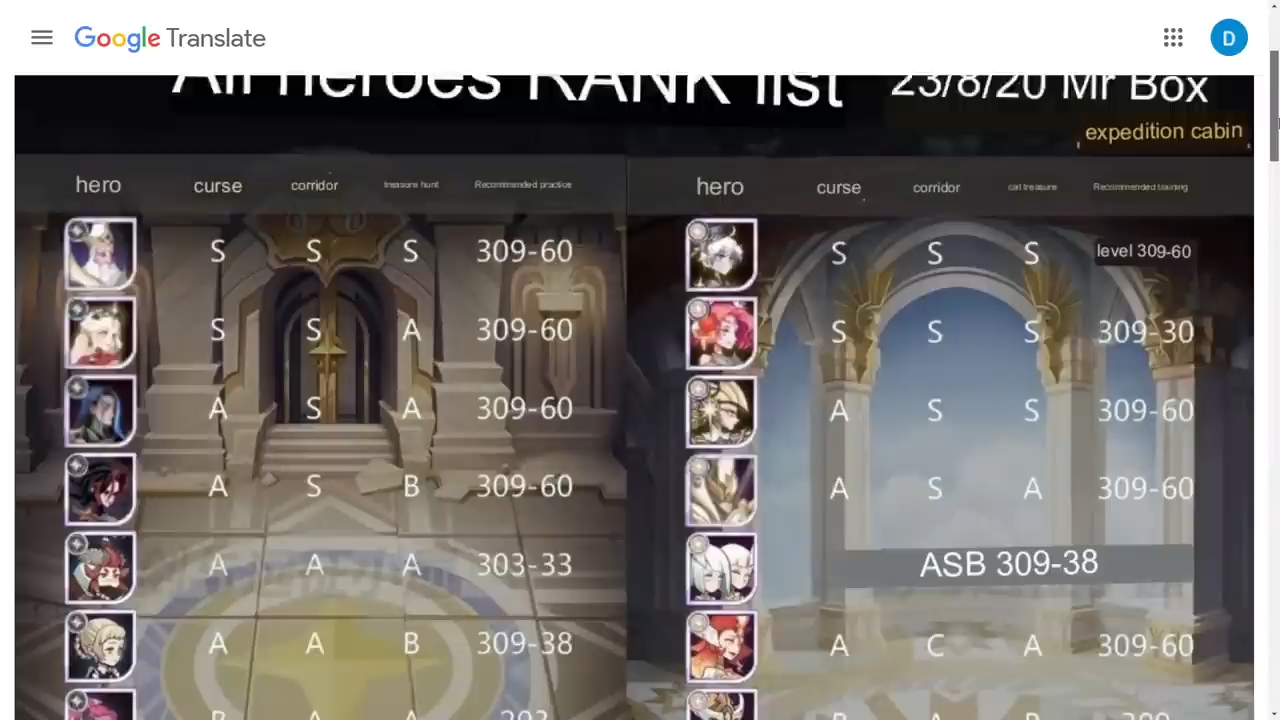 Google Translate
D
All heroes RANK list
23/8/20 Mr Box
expedition cabin
hero curse corridor treasure hunt Recommended practice
S S S 309-60
S S A 309-60
A S A 309-60
A S B 309-60
A A A 303-33
A A B 309-38
hero curse corridor cat treasure Recommended training
S S S level 309-60
S S S 309-30
A S S 309-60
A S A 309-60
ASB 309-38
A C A 309-60